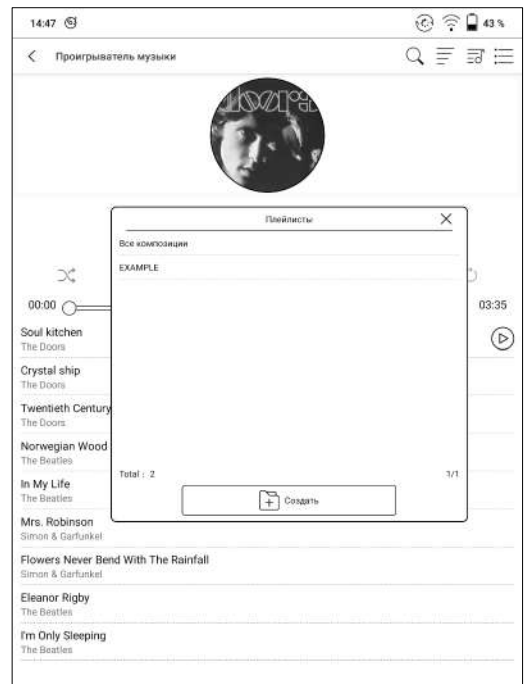 14:47
43 %
Проигрыватель музыки
DOORS
Плейлисты
Все композиции
EXAMPLE
00:00
03:35
Soul kitchen
The Doors
Crystal ship
The Doors
Twentieth Century
The Doors
Norwegian Wood
The Beatles
In My Life
The Beatles
Total : 2
1/1
Создать
Mrs. Robinson
Simon & Garfunkel
Flowers Never Bend With The Rainfall
Simon & Garfunkel
Eleanor Rigby
The Beatles
I'm Only Sleeping
The Beatles